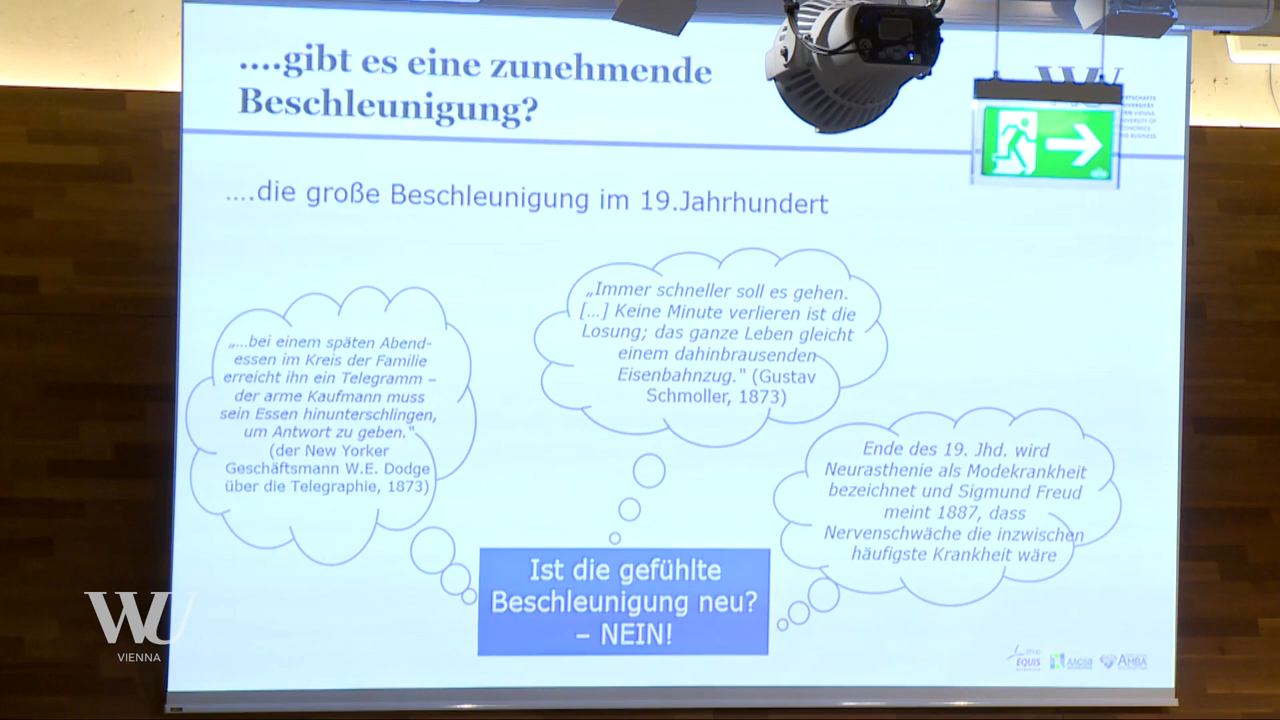 ....gibt es eine zunehmende
Beschleunigung?
WU
....die große Beschleunigung im 19.Jahrhundert
„...bei einem späten Abend-
essen im Kreis der Familie
erreicht ihn ein Telegramm –
der arme Kaufmann muss
sein Essen hinunterschlingen,
um Antwort zu geben."
(der New Yorker
Geschäftsmann W.E. Dodge
über die Telegraphie, 1873)
„Immer schneller soll es gehen.
[...] Keine Minute verlieren ist die
Losung; das ganze Leben gleicht
einem dahinbrausenden
Eisenbahnzug." (Gustav
Schmoller, 1873)
Ende des 19. Jhd. wird
Neurasthenie als Modekrankheit
bezeichnet und Sigmund Freud
meint 1887, dass
Nervenschwäche die inzwischen
häufigste Krankheit wäre
Ist die gefühlte
Beschleunigung neu?
– NEIN!
EQUIS
AACSB
AMBA
WU
VIENNA